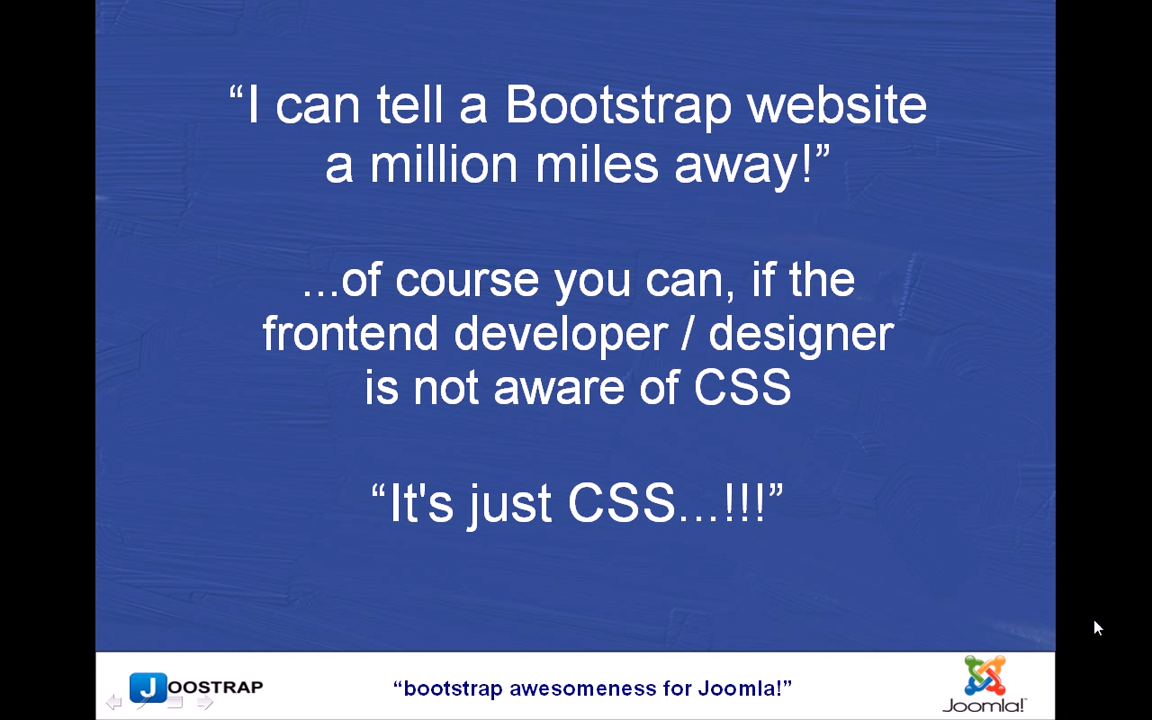 “I can tell a Bootstrap website
a million miles away!”
...of course you can, if the
frontend developer / designer
is not aware of CSS
“It's just CSS...!!!”
JOOSTRAP
“bootstrap awesomeness for Joomla!”
Joomla!